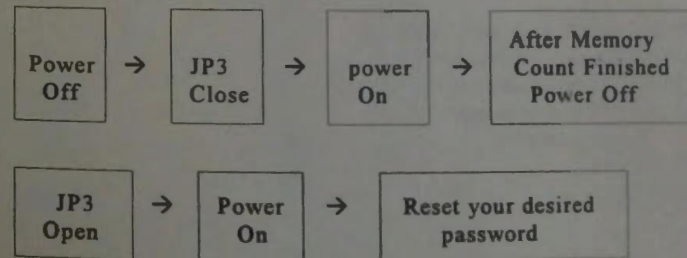 Power
Off
→
JP3
Close
→
power
On
→
After Memory
Count Finished
Power Off
JP3
Open
→
Power
On
→
Reset your desired
password